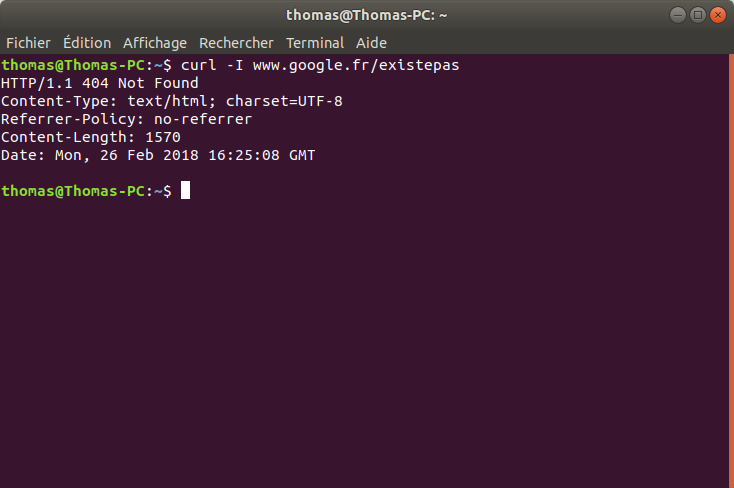 thomas@Thomas-PC: ~
Fichier Édition Affichage Rechercher Terminal Aide
thomas@Thomas-PC:~$ curl -I www.google.fr/existepas
HTTP/1.1 404 Not Found
Content-Type: text/html; charset=UTF-8
Referrer-Policy: no-referrer
Content-Length: 1570
Date: Mon, 26 Feb 2018 16:25:08 GMT
thomas@Thomas-PC:~$